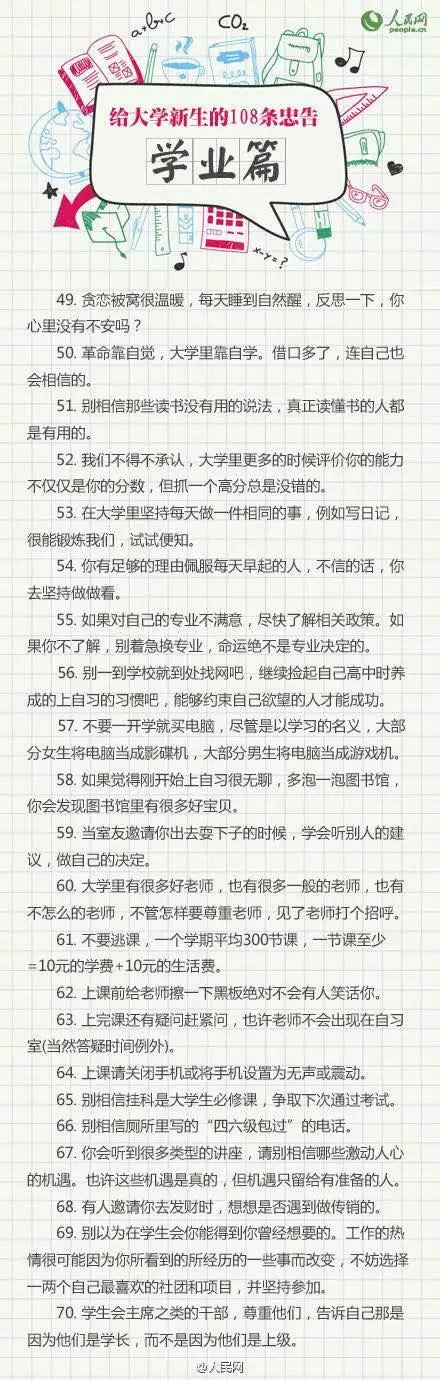 a+b=c
CO₂
人民网
people.cn
给大学新生的108条忠告
学业篇
x-y=?
49. 贪恋被窝很温暖，每天睡到自然醒，反思一下，你
心里没有不安吗？
50. 革命靠自觉，大学里靠自学。借口多了，连自己也
会相信的。
51. 别相信那些读书没有用的说法，真正读懂书的人都
是有用的。
52. 我们不得不承认，大学里更多的时候评价你的能力
不仅仅是你的分数，但抓一个高分总是没错的。
53. 在大学里坚持每天做一件相同的事，例如写日记，
很能锻炼我们，试试便知。
54. 你有足够的理由佩服每天早起的人，不信的话，你
去坚持做做看。
55. 如果对自己的专业不满意，尽快了解相关政策。如
果你不了解，别着急换专业，命运绝不是专业决定的。
56. 别一到学校就到处找网吧，继续捡起自己高中时养
成的上自习的习惯吧，能够约束自己欲望的人才能成功。
57. 不要一开学就买电脑，尽管是以学习的名义，大部
分女生将电脑当成影碟机，大部分男生将电脑当成游戏机。
58. 如果觉得刚开始上自习很无聊，多泡一泡图书馆，
你会发现图书馆里有很多好宝贝。
59. 当室友邀请你出去耍下子的时候，学会听别人的建
议，做自己的决定。
60. 大学里有很多好老师，也有很多一般的老师，也有
不怎么的老师，不管怎样要尊重老师，见了老师打个招呼。
61. 不要逃课，一个学期平均300节课，一节课至少
=10元的学费+10元的生活费。
62. 上课前给老师擦一下黑板绝对不会有人笑话你。
63. 上完课还有疑问赶紧问，也许老师不会出现在自习
室(当然答疑时间例外)。
64. 上课请关闭手机或将手机设置为无声或震动。
65. 别相信挂科是大学生必修课，争取下次通过考试。
66. 别相信厕所里写的“四六级包过”的电话。
67. 你会听到很多类型的讲座，请别相信哪些激动人心
的机遇。也许这些机遇是真的，但机遇只留给有准备的人。
68. 有人邀请你去发财时，想想是否遇到做传销的。
69. 别以为在学生会你能得到你曾经想要的。工作的热
情很可能因为你所看到的所经历的一些事而改变，不妨选择
一两个自己最喜欢的社团和项目，并坚持参加。
70. 学生会主席之类的干部，尊重他们，告诉自己那是
因为他们是学长，而不是因为他们是上级。
@人民网